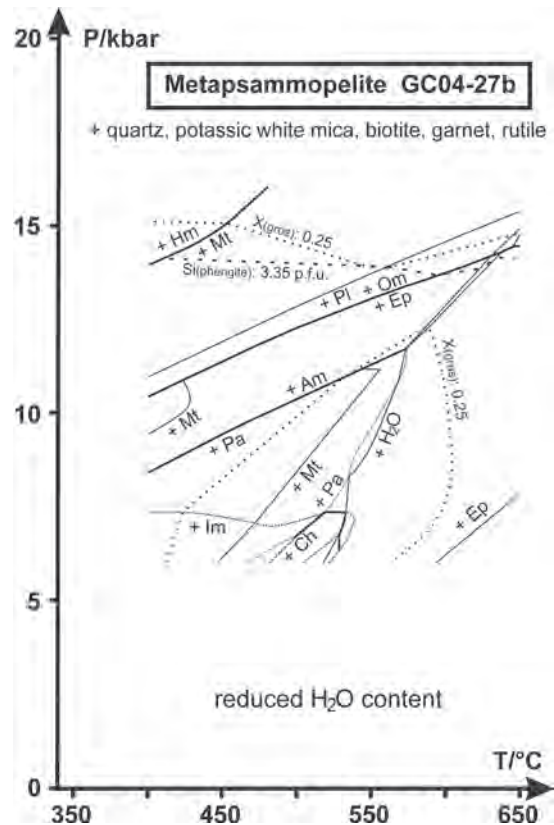 20
P/kbar
Metapsammopelite GC04-27b
+ quartz, potassic white mica, biotite, garnet, rutile
15
+ Hm
+ Mt
X(gros): 0.25
Si(phengite): 3.35 p.f.u.
+ Pl
+ Om
+ Ep
+ Am
+ Mt
10
+ Pa
X(gros): 0.25
+ H₂O
+ Mt
+ Pa
+ Im
+ Ch
+ Ep
5
reduced H₂O content
T/°C
0
350
450
550
650